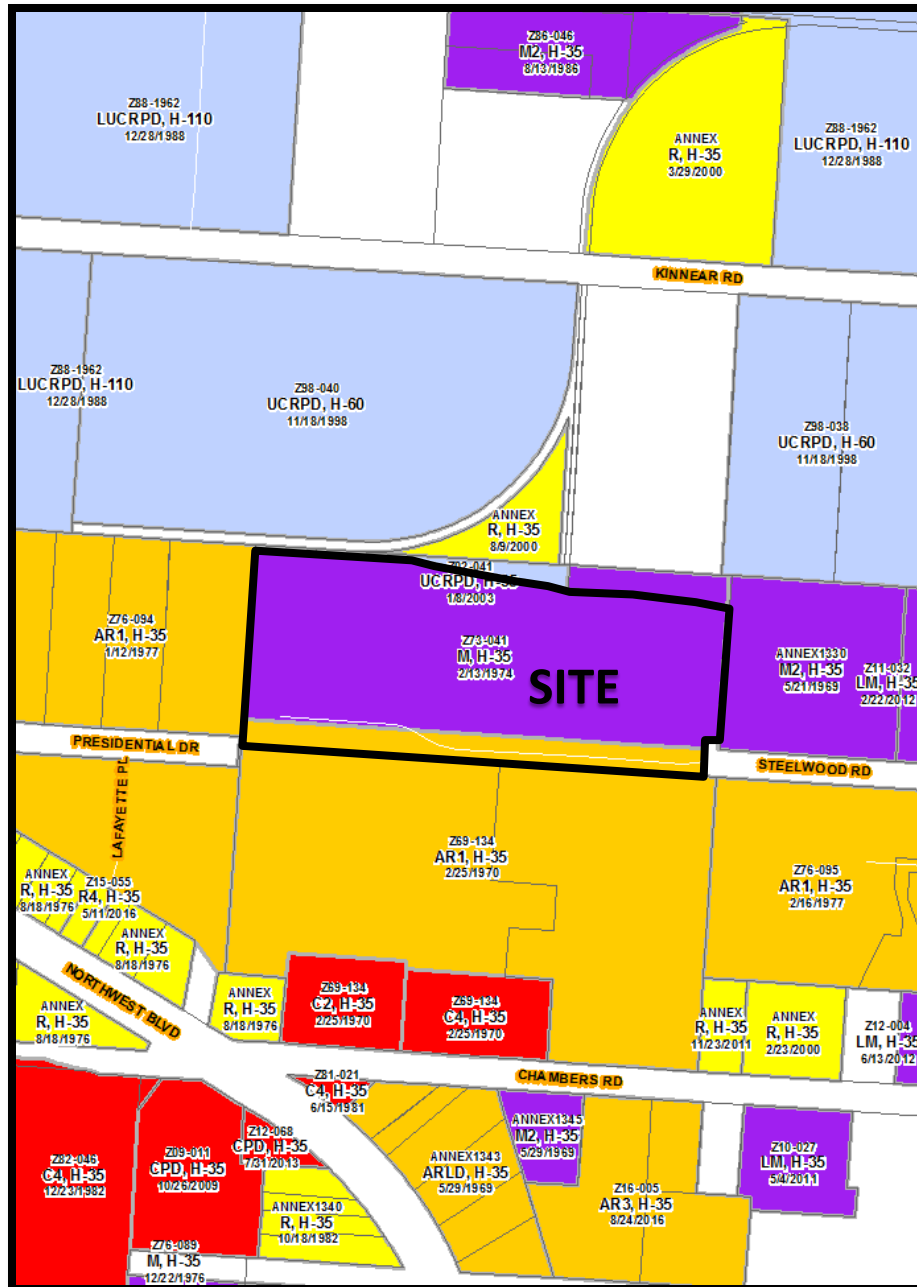 Z86-046
M2, H-35
8/13/1986
Z88-1962
LUCRPD, H-110
12/28/1988
ANNEX
R, H-35
3/29/2000
Z88-1962
LUCRPD, H-110
12/28/1988
KINNEAR RD
Z88-1962
LUCRPD, H-110
12/28/1988
Z98-040
UCRPD, H-60
11/18/1998
Z98-038
UCRPD, H-60
11/18/1998
ANNEX
R, H-35
8/9/2000
Z02-041
UCRPD, H-35
1/8/2003
Z76-094
AR1, H-35
1/12/1977
Z73-041
M, H-35
2/13/1974
SITE
ANNEX1330
M2, H-35
5/21/1969
Z11-032
LM, H-35
2/22/2012
PRESIDENTIAL DR
STEELWOOD RD
LAFAYETTE PL
Z69-134
AR1, H-35
2/25/1970
Z76-095
AR1, H-35
2/16/1977
ANNEX
R, H-35
8/18/1976
Z15-055
R4, H-35
5/11/2016
ANNEX
R, H-35
8/18/1976
NORTHWEST BLVD
ANNEX
R, H-35
8/18/1976
ANNEX
R, H-35
8/18/1976
Z69-134
C2, H-35
2/25/1970
Z69-134
C4, H-35
2/25/1970
ANNEX
R, H-35
11/23/2011
ANNEX
R, H-35
2/23/2000
Z12-004
LM, H-35
6/13/2012
CHAMBERS RD
Z81-021
C4, H-35
6/15/1981
Z82-046
C4, H-35
12/23/1982
Z09-011
CPD, H-35
10/26/2009
Z12-068
CPD, H-35
7/31/2013
ANNEX1340
R, H-35
10/18/1982
ANNEX1343
ARLD, H-35
5/29/1969
ANNEX1345
M2, H-35
5/29/1969
Z16-005
AR3, H-35
8/24/2016
Z10-027
LM, H-35
5/4/2011
Z76-089
M, H-35
12/22/1976